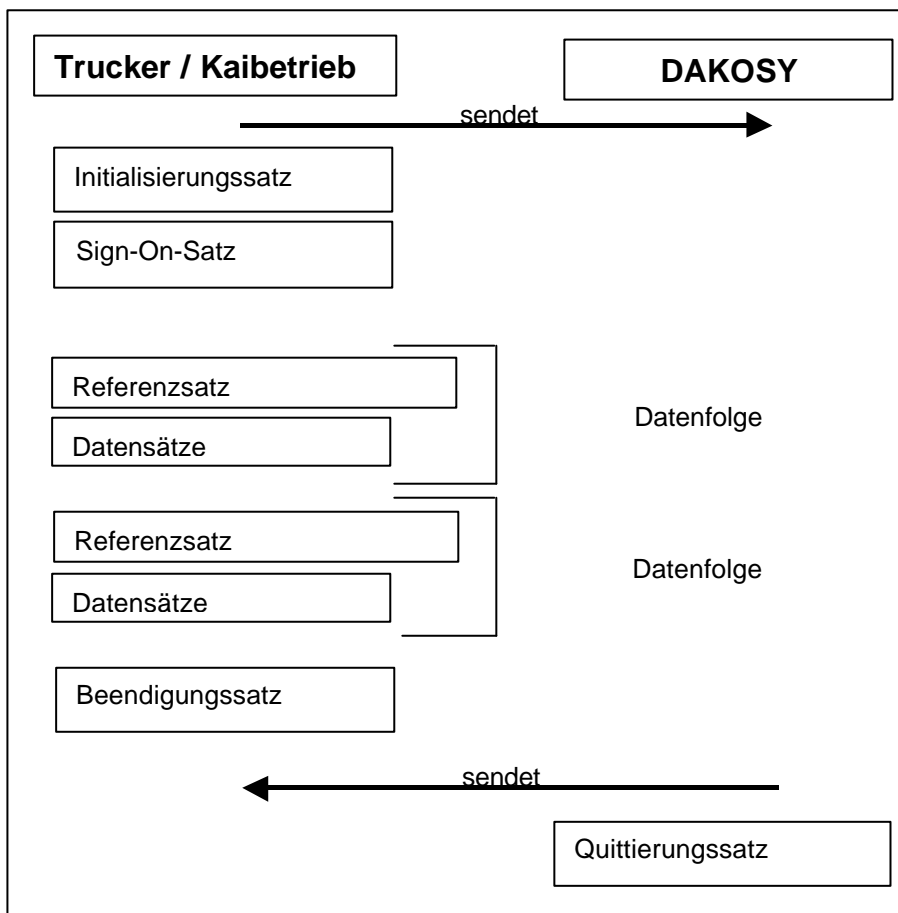 Trucker / Kaibetrieb
DAKOSY
sendet
Initialisierungssatz
Sign-On-Satz
Referenzsatz
Datensätze
Datenfolge
Referenzsatz
Datensätze
Datenfolge
Beendigungssatz
sendet
Quittierungssatz